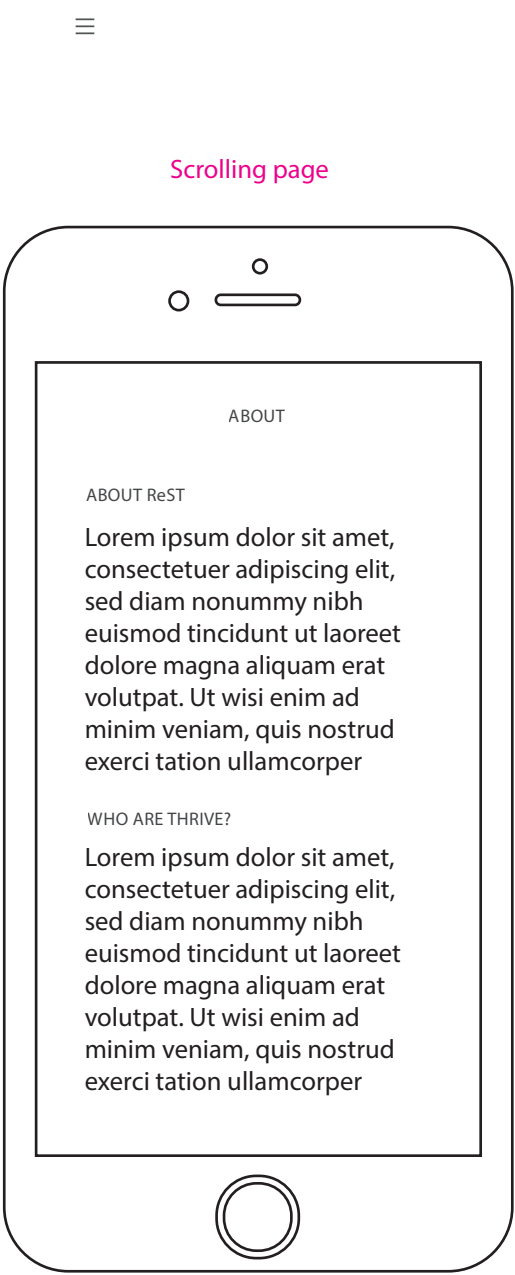 Scrolling page
ABOUT
ABOUT ReST
Lorem ipsum dolor sit amet,
consectetuer adipiscing elit,
sed diam nonummy nibh
euismod tincidunt ut laoreet
dolore magna aliquam erat
volutpat. Ut wisi enim ad
minim veniam, quis nostrud
exerci tation ullamcorper
WHO ARE THRIVE?
Lorem ipsum dolor sit amet,
consectetuer adipiscing elit,
sed diam nonummy nibh
euismod tincidunt ut laoreet
dolore magna aliquam erat
volutpat. Ut wisi enim ad
minim veniam, quis nostrud
exerci tation ullamcorper